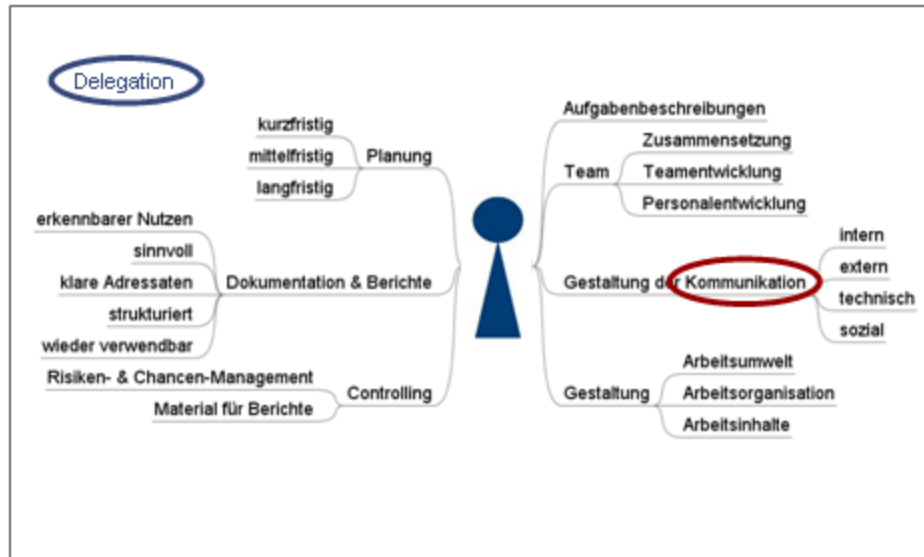 Delegation
kurzfristig
mittelfristig
langfristig
Planung
erkennbarer Nutzen
sinnvoll
klare Adressaten
strukturiert
wieder verwendbar
Dokumentation & Berichte
Risiken- & Chancen-Management
Material für Berichte
Controlling
Aufgabenbeschreibungen
Team
Zusammensetzung
Teamentwicklung
Personalentwicklung
Gestaltung der Kommunikation
intern
extern
technisch
sozial
Gestaltung
Arbeitsumwelt
Arbeitsorganisation
Arbeitsinhalte